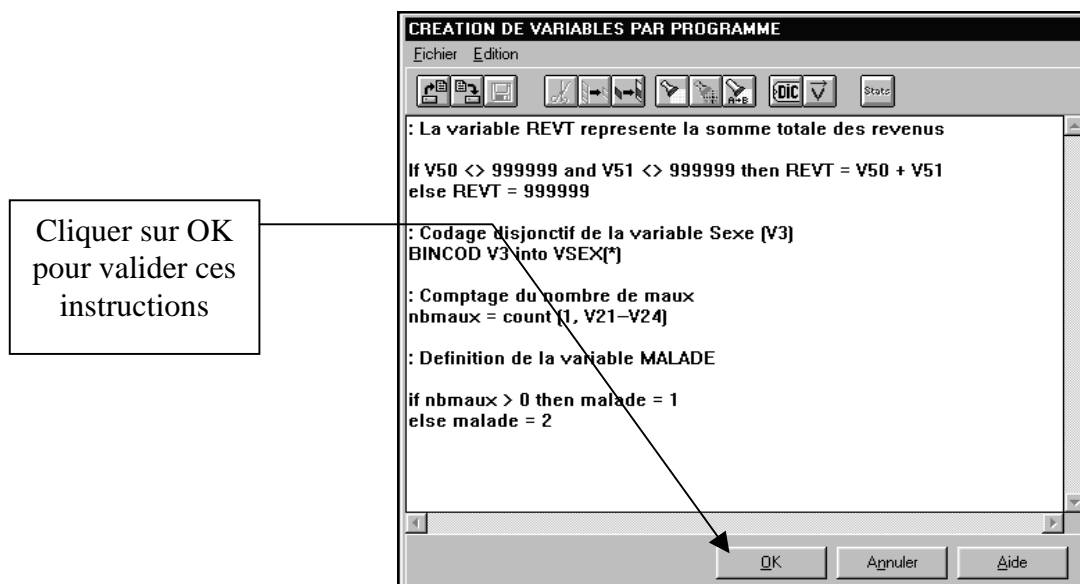 CREATION DE VARIABLES PAR PROGRAMME
Fichier Edition
A→B DiC V Stats
: La variable REVT represente la somme totale des revenus
If V50 <> 999999 and V51 <> 999999 then REVT = V50 + V51
else REVT = 999999
: Codage disjonctif de la variable Sexe (V3)
BINCOD V3 into VSEX(*)
: Comptage du nombre de maux
nbmaux = count (1, V21–V24)
: Definition de la variable MALADE
if nbmaux > 0 then malade = 1
else malade = 2
OK Annuler Aide
Cliquer sur OK
pour valider ces
instructions